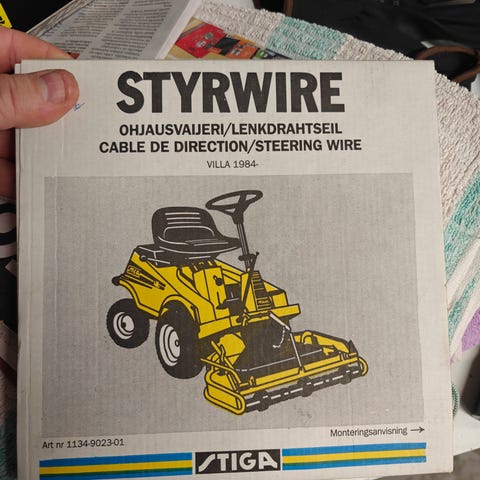 STYRWIRE
OHJAUSVAIJERI/LENKDRAHTSEIL
CABLE DE DIRECTION/STEERING WIRE
VILLA 1984-
Art nr 1134-9023-01
Monteringsanvisning →
STIGA